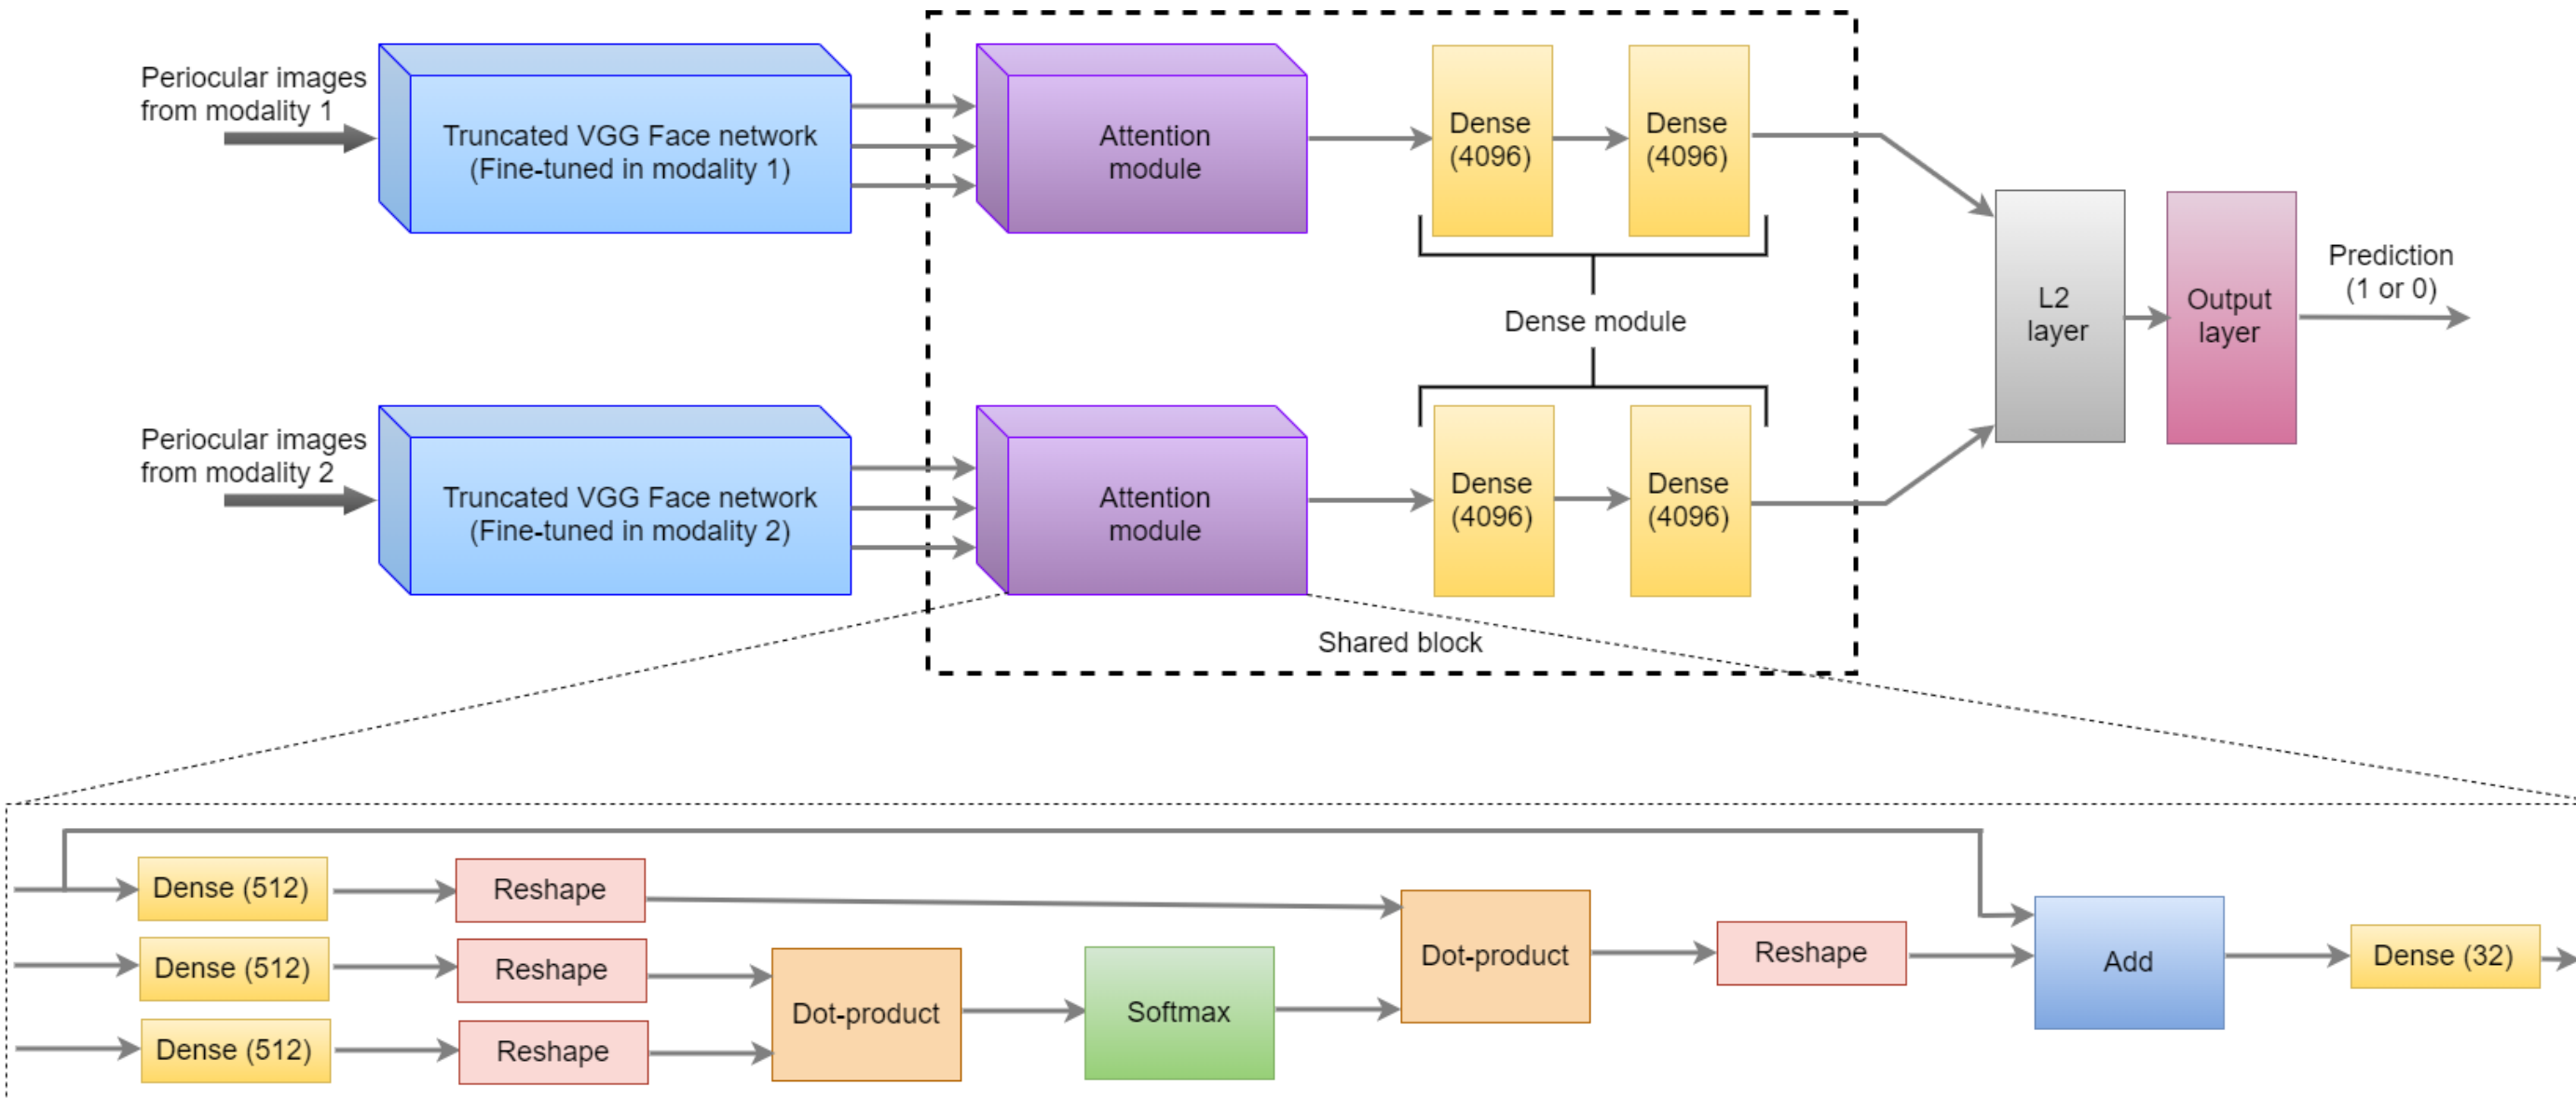 Periocular images
from modality 1
Truncated VGG Face network
(Fine-tuned in modality 1)
Attention
module
Dense
(4096)
Dense
(4096)
Dense module
L2
layer
Output
layer
Prediction
(1 or 0)
Periocular images
from modality 2
Truncated VGG Face network
(Fine-tuned in modality 2)
Attention
module
Dense
(4096)
Dense
(4096)
Shared block
Dense (512)
Reshape
Dense (512)
Reshape
Dense (512)
Reshape
Dot-product
Softmax
Dot-product
Reshape
Add
Dense (32)